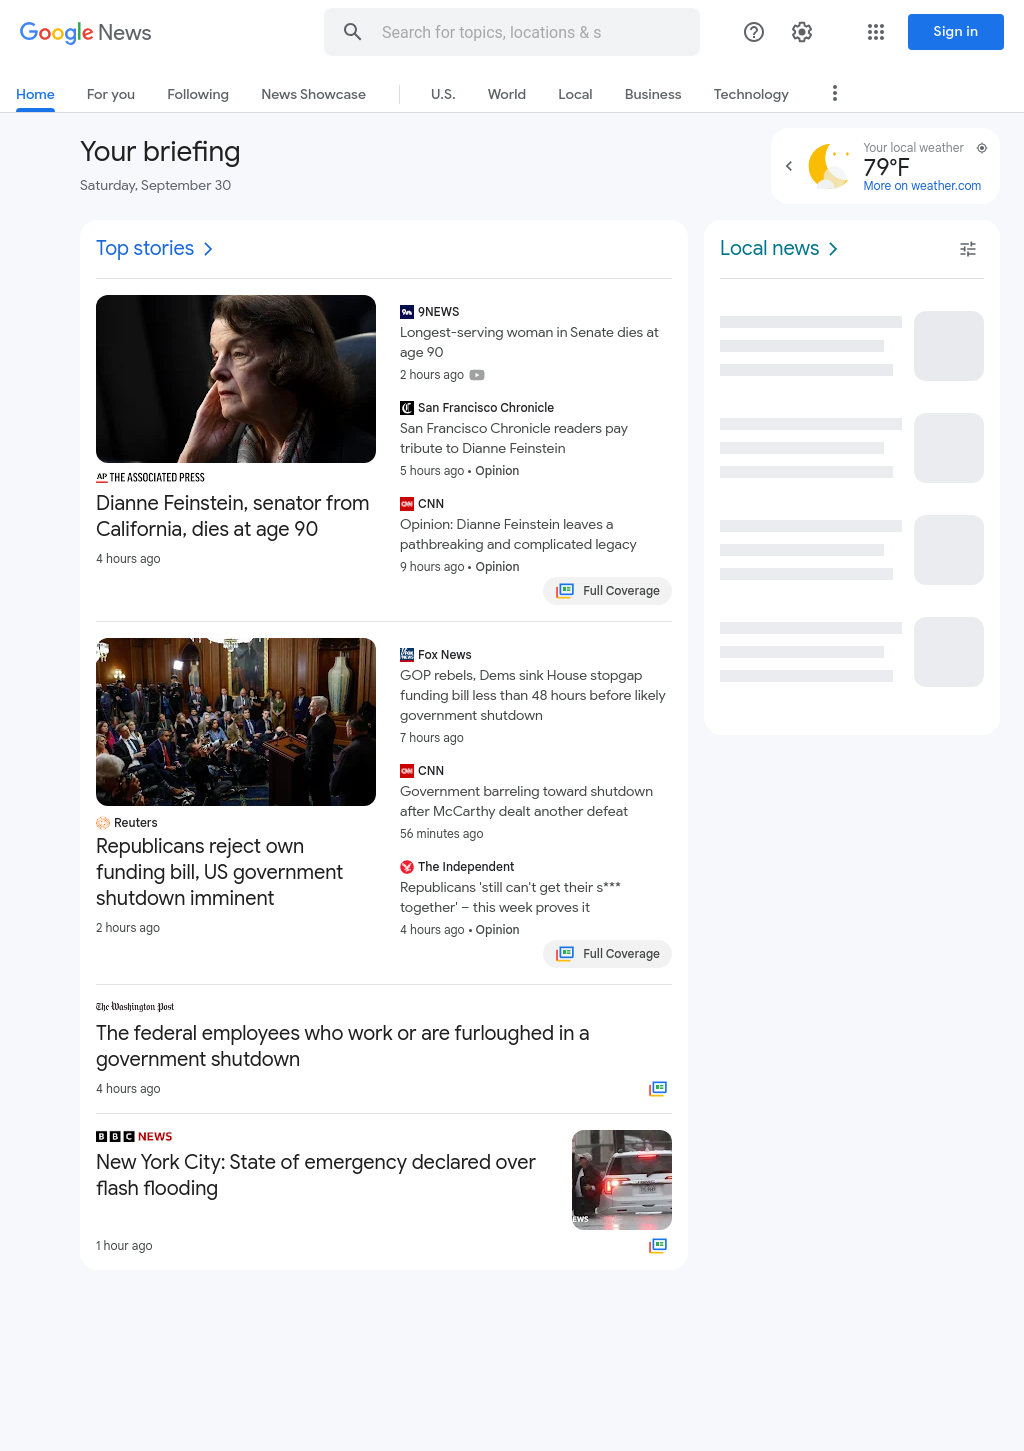 Google News
Search for topics, locations & s
Sign in
Home
For you
Following
News Showcase
U.S.
World
Local
Business
Technology
Your briefing
Saturday, September 30
Your local weather
79°F
More on weather.com
Top stories
AP THE ASSOCIATED PRESS
Dianne Feinstein, senator from
California, dies at age 90
4 hours ago
9NEWS
Longest-serving woman in Senate dies at
age 90
2 hours ago
San Francisco Chronicle
San Francisco Chronicle readers pay
tribute to Dianne Feinstein
5 hours ago • Opinion
CNN
Opinion: Dianne Feinstein leaves a
pathbreaking and complicated legacy
9 hours ago • Opinion
Full Coverage
Reuters
Republicans reject own
funding bill, US government
shutdown imminent
2 hours ago
Fox News
GOP rebels, Dems sink House stopgap
funding bill less than 48 hours before likely
government shutdown
7 hours ago
CNN
Government barreling toward shutdown
after McCarthy dealt another defeat
56 minutes ago
The Independent
Republicans 'still can't get their s***
together' – this week proves it
4 hours ago • Opinion
Full Coverage
The Washington Post
The federal employees who work or are furloughed in a
government shutdown
4 hours ago
BBC NEWS
New York City: State of emergency declared over
flash flooding
EWS
1 hour ago
Local news